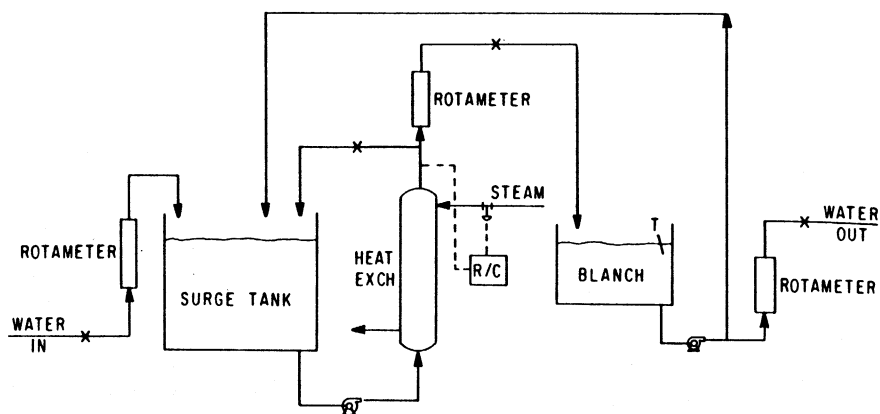 ROTAMETER
STEAM
WATER
OUT
T
ROTAMETER
HEAT
EXCH
R/C
BLANCH
SURGE TANK
ROTAMETER
WATER
IN